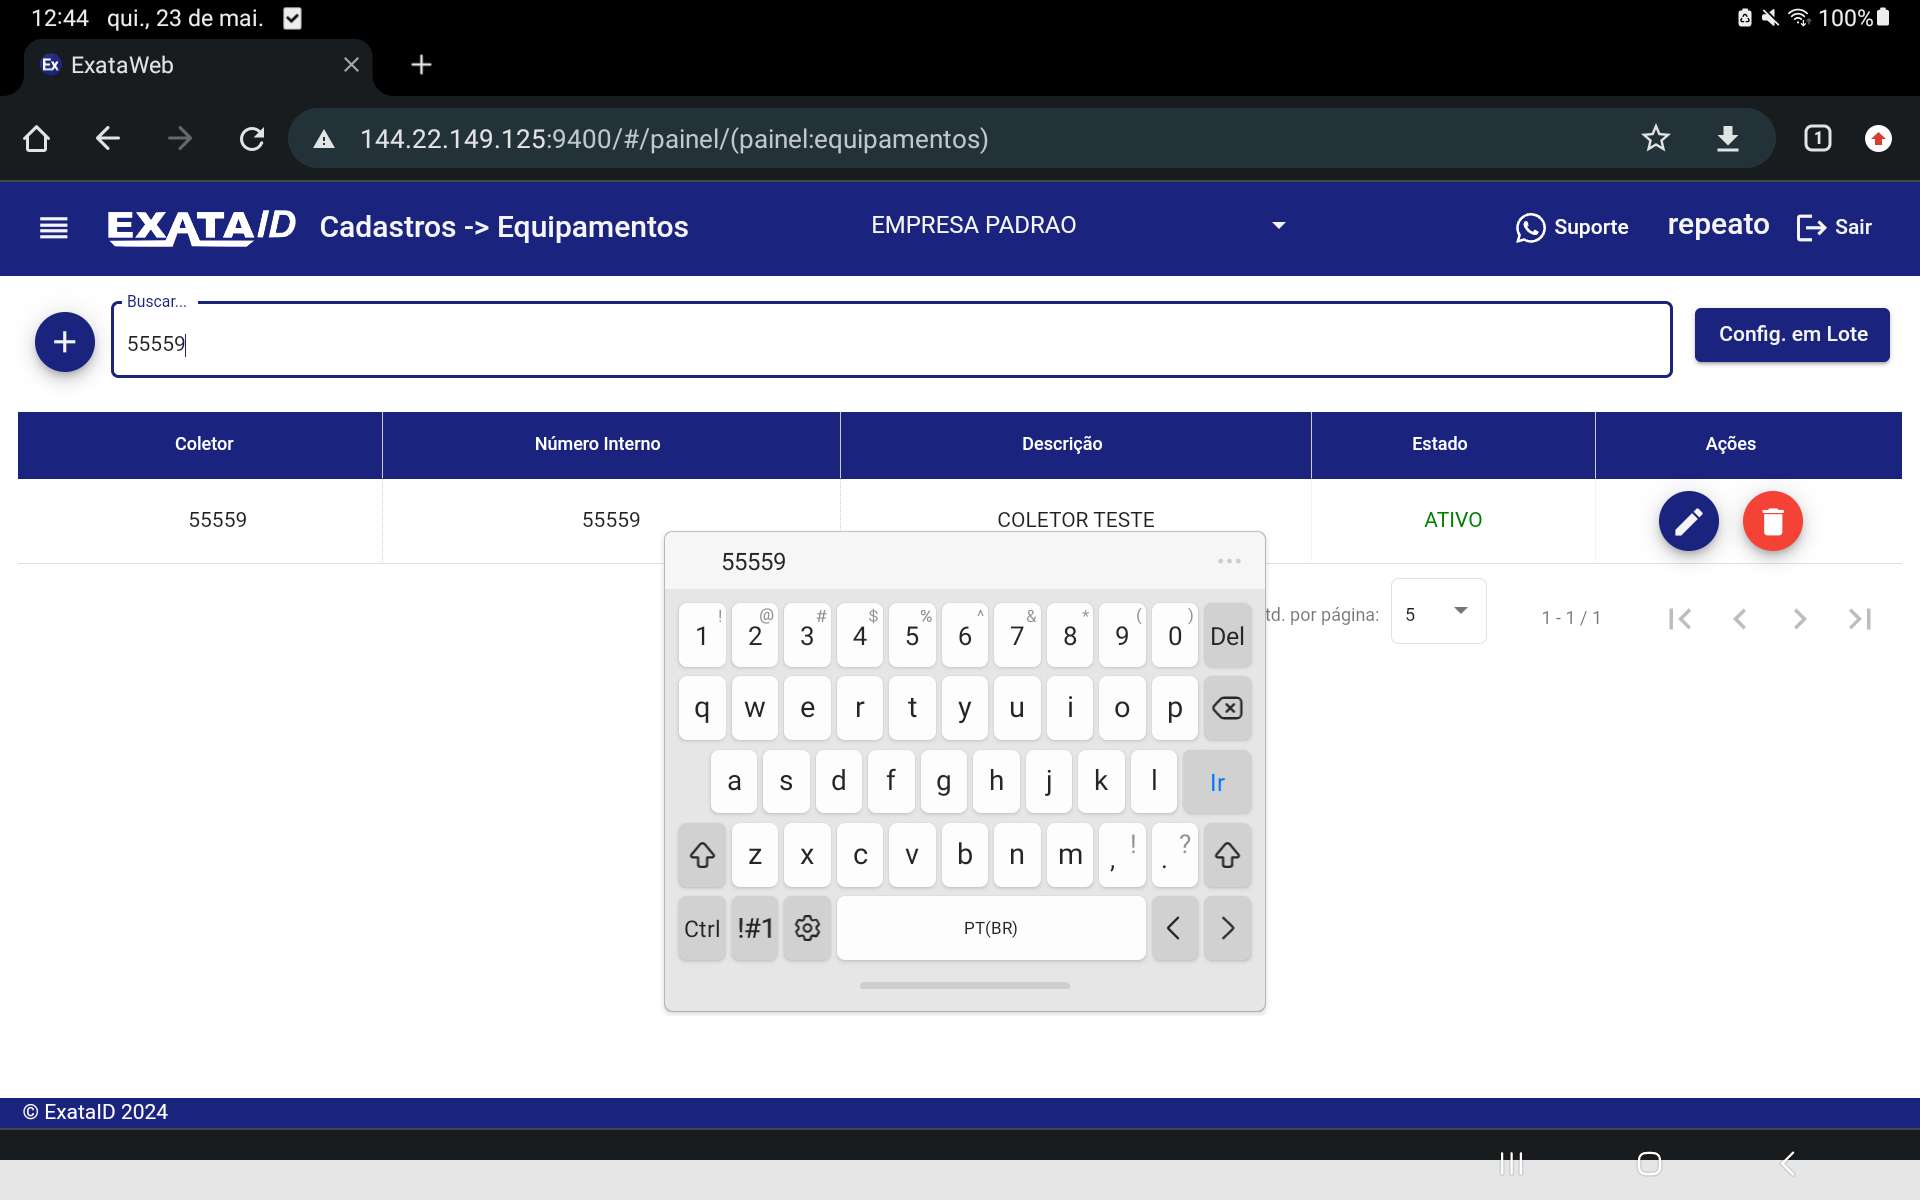 12:44 qui., 23 de mai. 100%
Ex ExataWeb
144.22.149.125:9400/#/painel/(painel:equipamentos) 1
EXATAID Cadastros -> Equipamentos EMPRESA PADRAO Suporte repeato Sair
Buscar...
55559
Config. em Lote
Coletor Número Interno Descrição Estado Ações
55559 55559 COLETOR TESTE ATIVO
55559
td. por página: 5 1 - 1 / 1
! @ # $ % ^ & * ( )
1 2 3 4 5 6 7 8 9 0 Del
q w e r t y u i o p
a s d f g h j k l Ir
z x c v b n m , ! . ?
Ctrl !#1 PT(BR)
© ExataID 2024